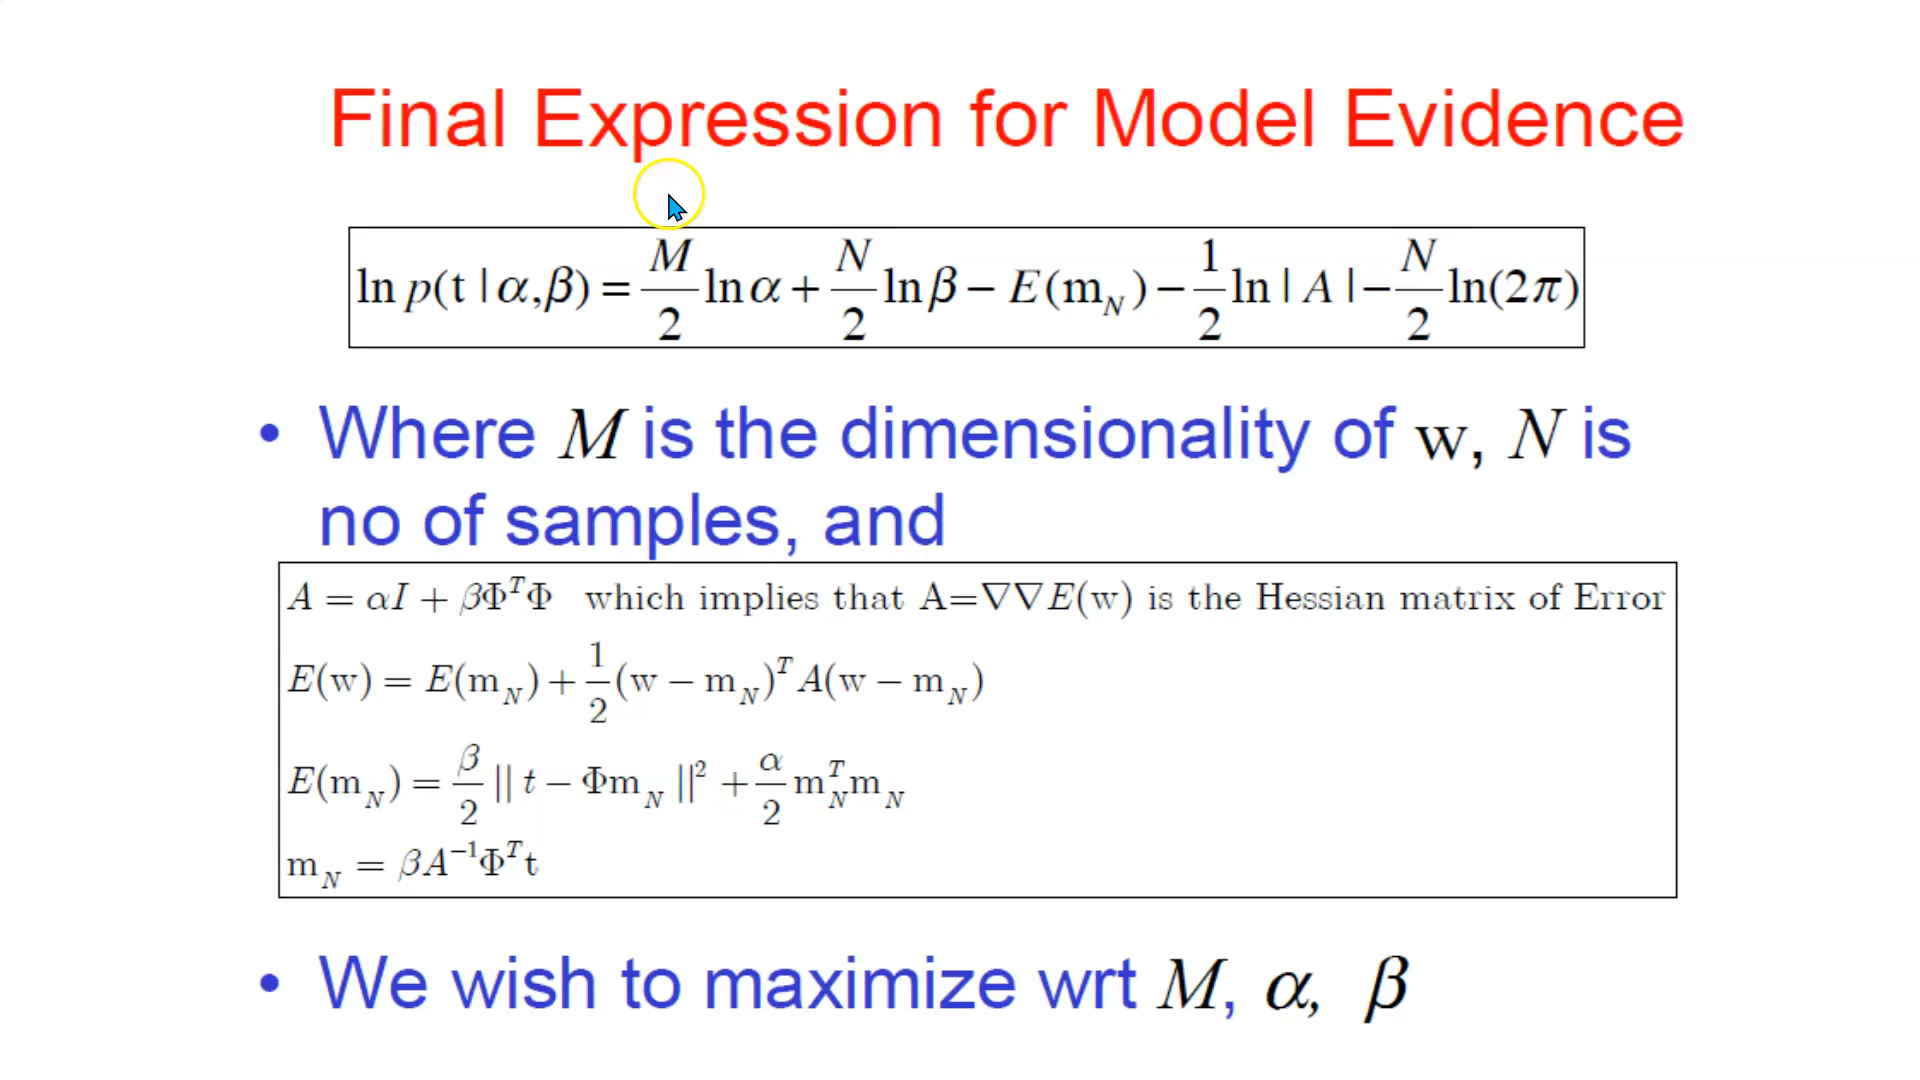 Final Expression for Model Evidence
ln p(t | α,β) = M/2 ln α + N/2 ln β − E(m_N) − 1/2 ln | A | − N/2 ln(2π)
• Where M is the dimensionality of w, N is
no of samples, and
A = αI + βΦ^TΦ which implies that A=∇∇E(w) is the Hessian matrix of Error
E(w) = E(m_N) + 1/2 (w − m_N)^T A(w − m_N)
E(m_N) = β/2 || t − Φm_N ||^2 + α/2 m_N^T m_N
m_N = βA^−1Φ^Tt
• We wish to maximize wrt M, α, β